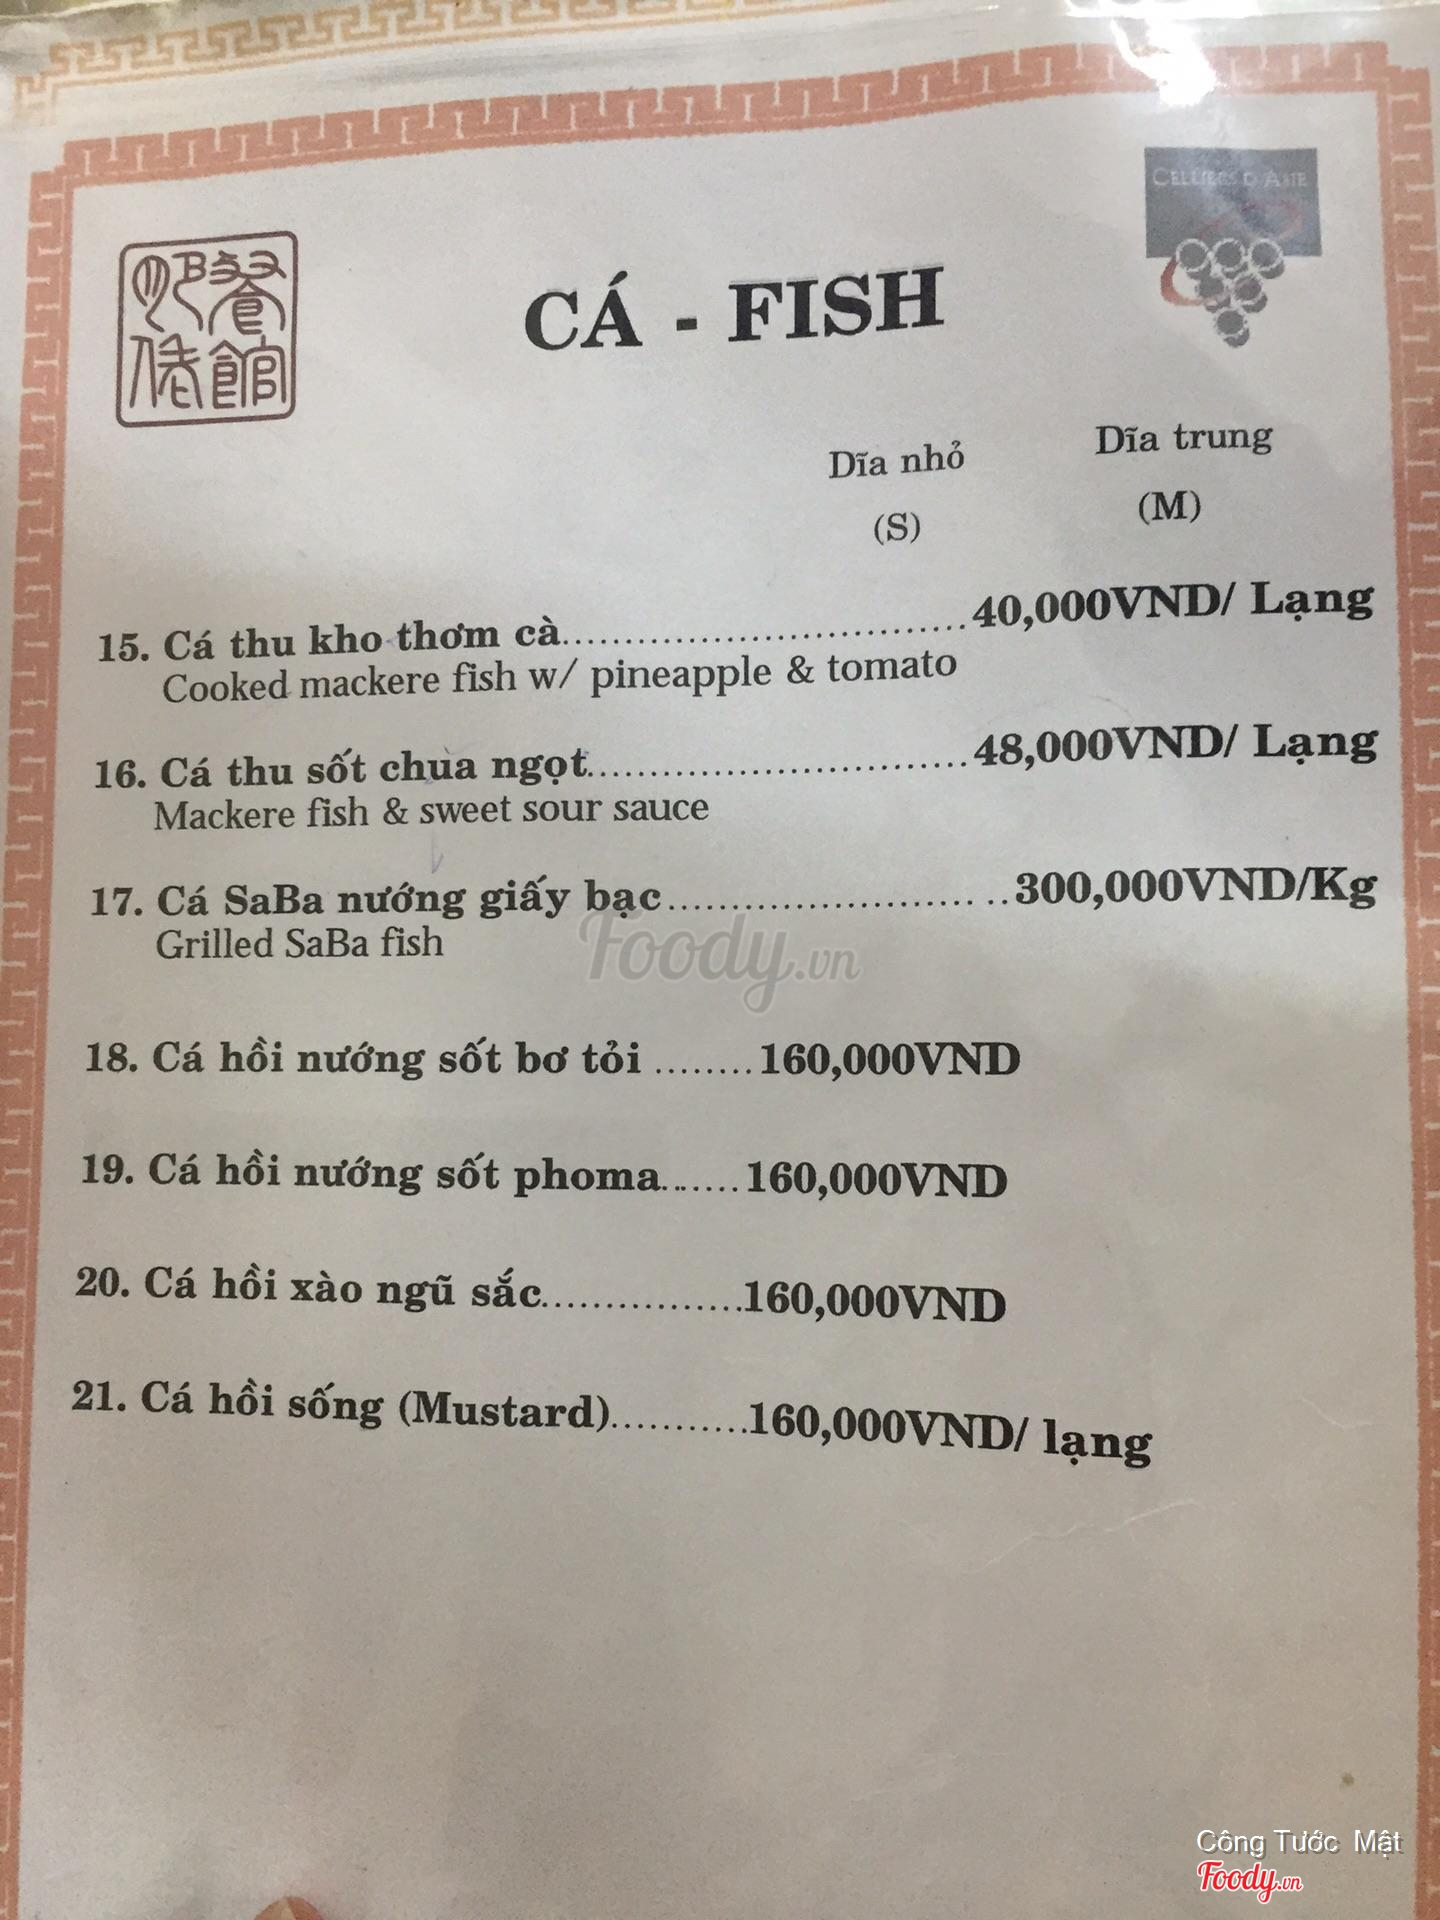 CELLIERS D'ASIE
CÁ - FISH
Dĩa nhỏ
Dĩa trung
(S)
(M)
15. Cá thu kho thơm cà..................................40,000VND/ Lạng
Cooked mackere fish w/ pineapple & tomato
16. Cá thu sốt chua ngọt................................48,000VND/ Lạng
Mackere fish & sweet sour sauce
17. Cá SaBa nướng giấy bạc......................... ..300,000VND/Kg
Grilled SaBa fish
Foody.vn
18. Cá hồi nướng sốt bơ tỏi ........160,000VND
19. Cá hồi nướng sốt phoma.......160,000VND
20. Cá hồi xào ngũ sắc.................160,000VND
21. Cá hồi sống (Mustard)...........160,000VND/ lạng
Công Tước Mật
Foody.vn